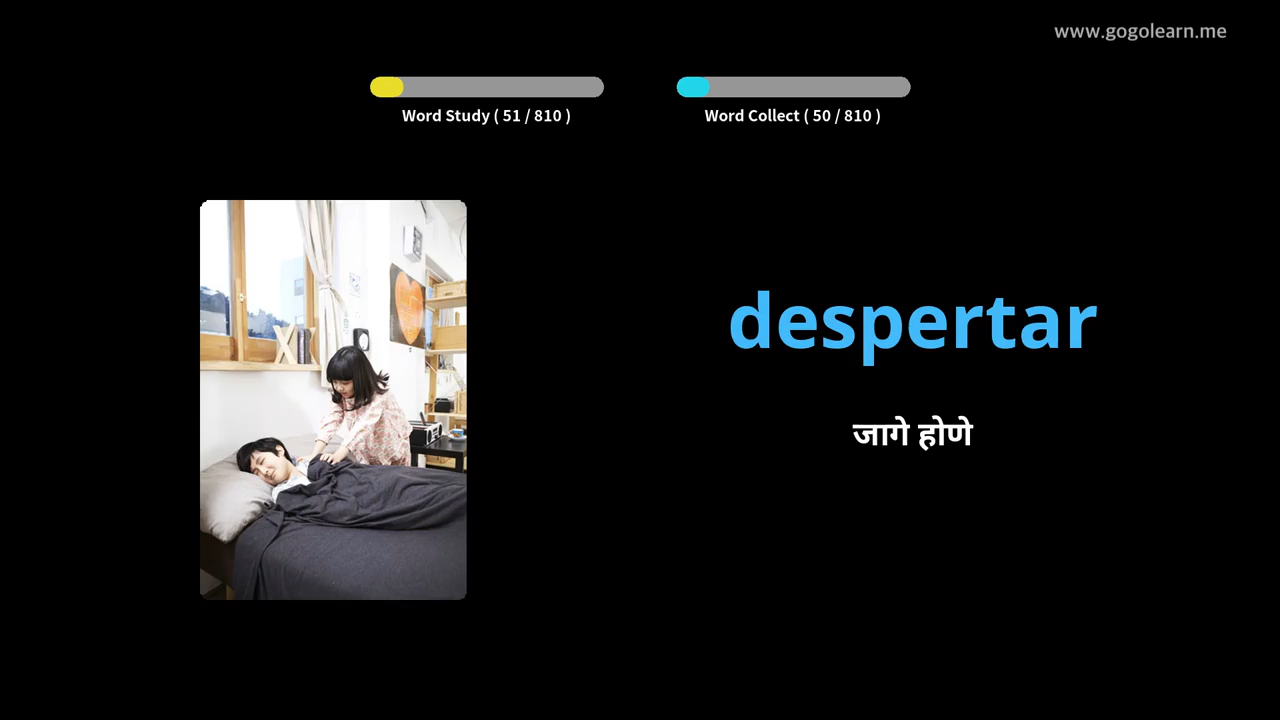 www.gogolearn.me
Word Study ( 51 / 810 )
Word Collect ( 50 / 810 )
despertar
जागे होणे